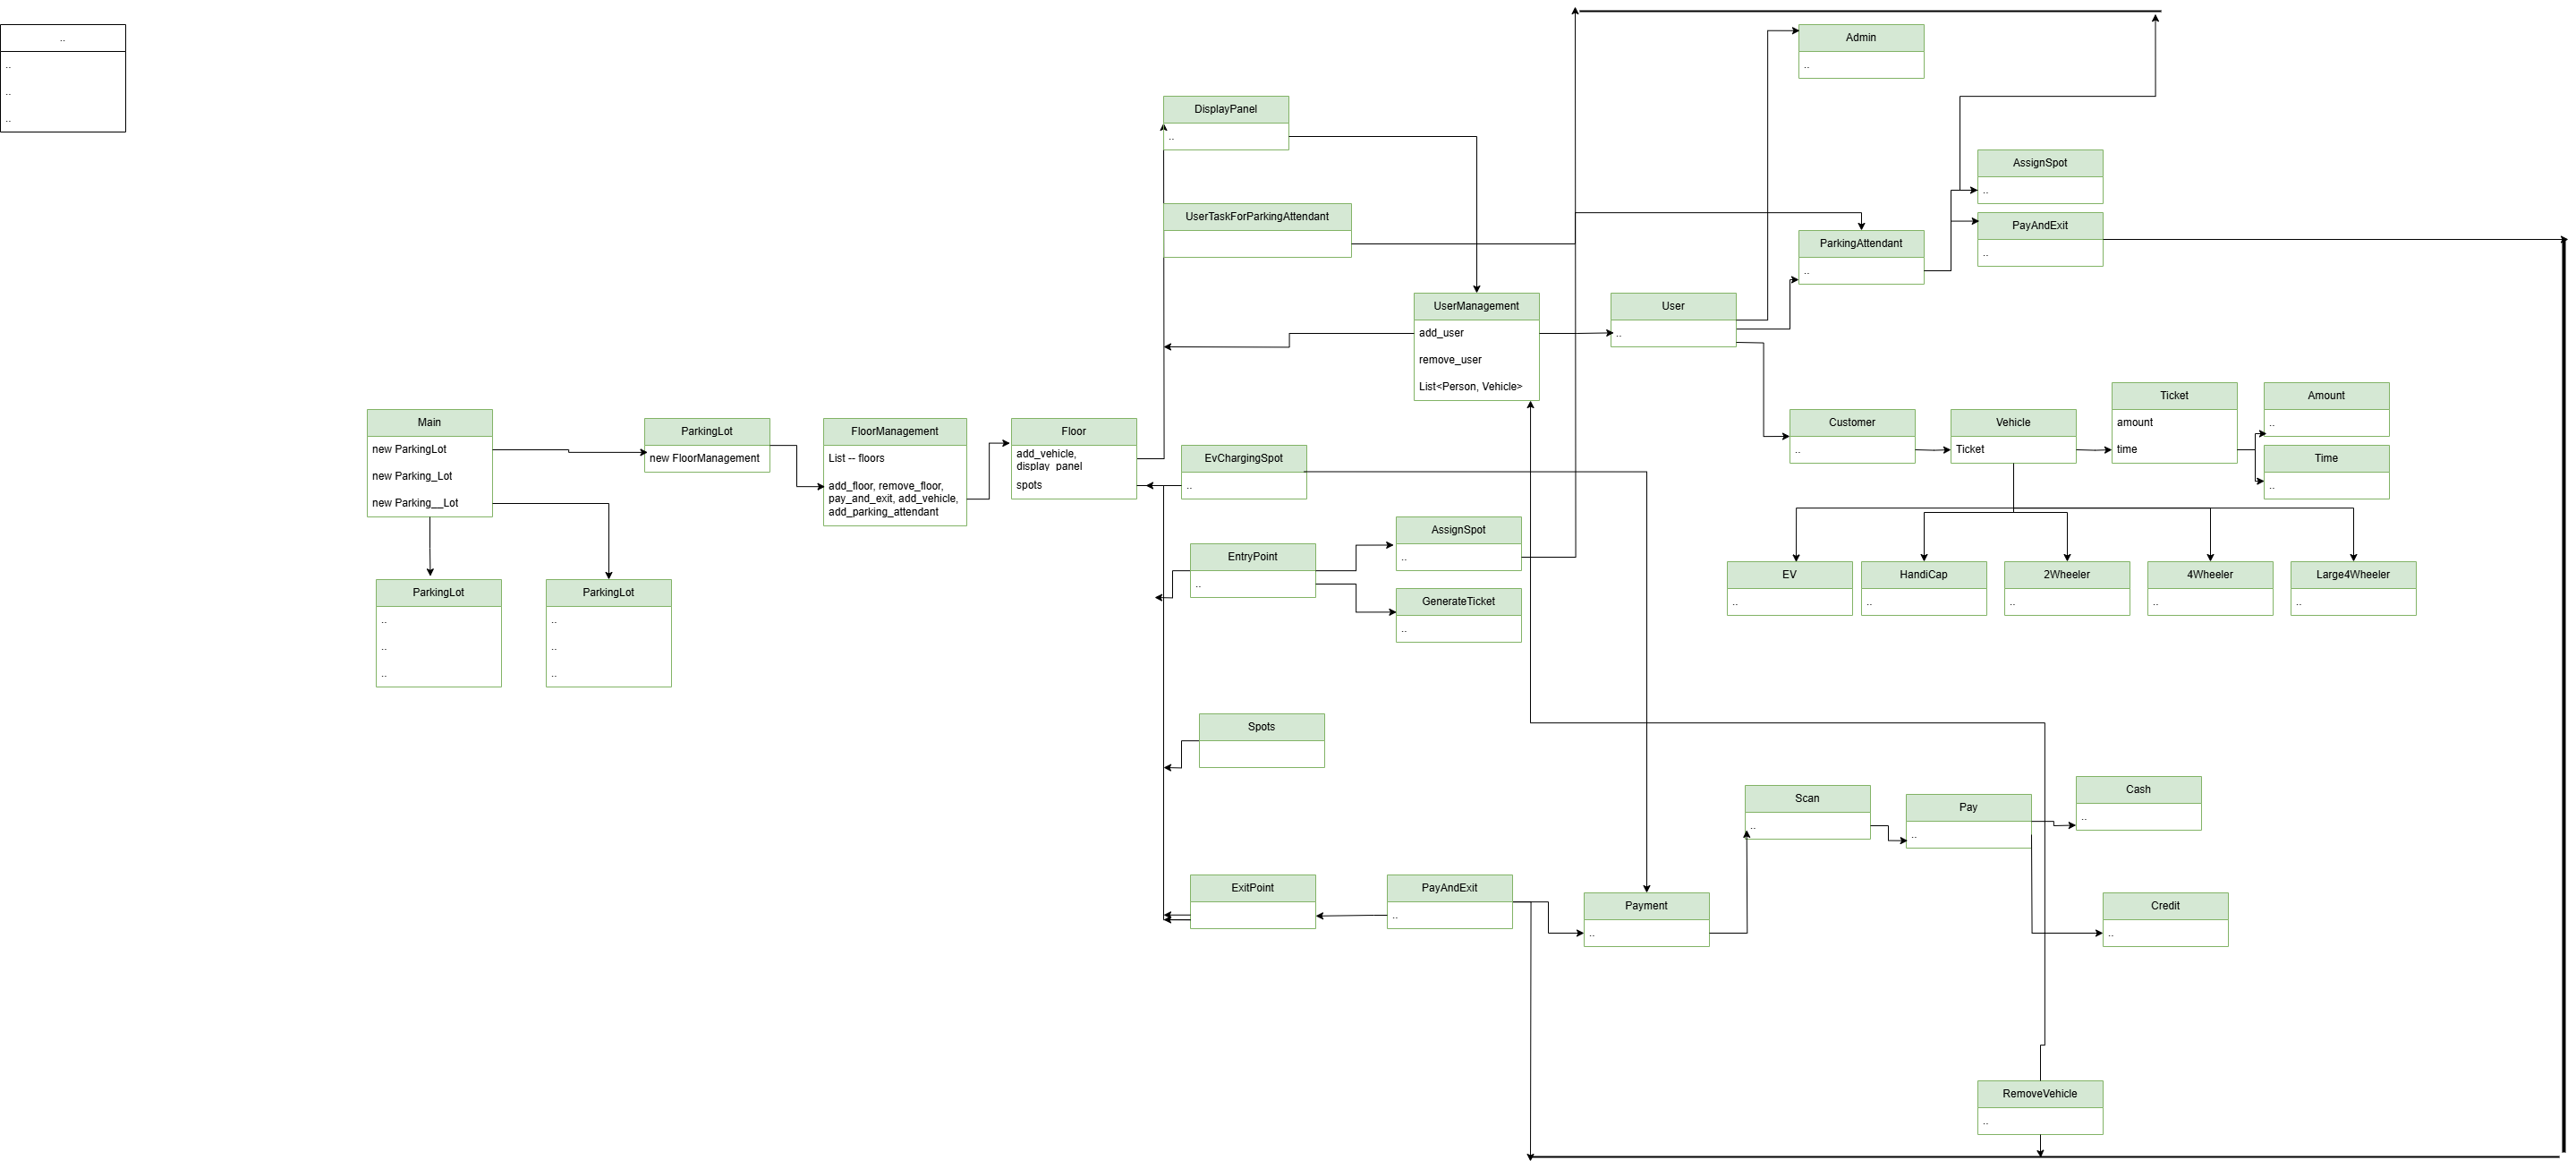 ..
..
..
..
Admin
..
DisplayPanel
..
AssignSpot
..
UserTaskForParkingAttendant
PayAndExit
..
ParkingAttendant
..
UserManagement
add_user
remove_user
List<Person, Vehicle>
User
..
Main
new ParkingLot
new Parking_Lot
new Parking__Lot
ParkingLot
new FloorManagement
FloorManagement
List -- floors
add_floor, remove_floor,
pay_and_exit, add_vehicle,
add_parking_attendant
Floor
add_vehicle,
display_panel
spots
EvChargingSpot
..
Customer
..
Vehicle
Ticket
Ticket
amount
time
Amount
..
Time
..
AssignSpot
..
EntryPoint
..
GenerateTicket
..
EV
..
HandiCap
..
2Wheeler
..
4Wheeler
..
Large4Wheeler
..
ParkingLot
..
..
..
ParkingLot
..
..
..
Spots
Scan
..
Pay
..
Cash
..
ExitPoint
PayAndExit
..
Payment
..
Credit
..
RemoveVehicle
..